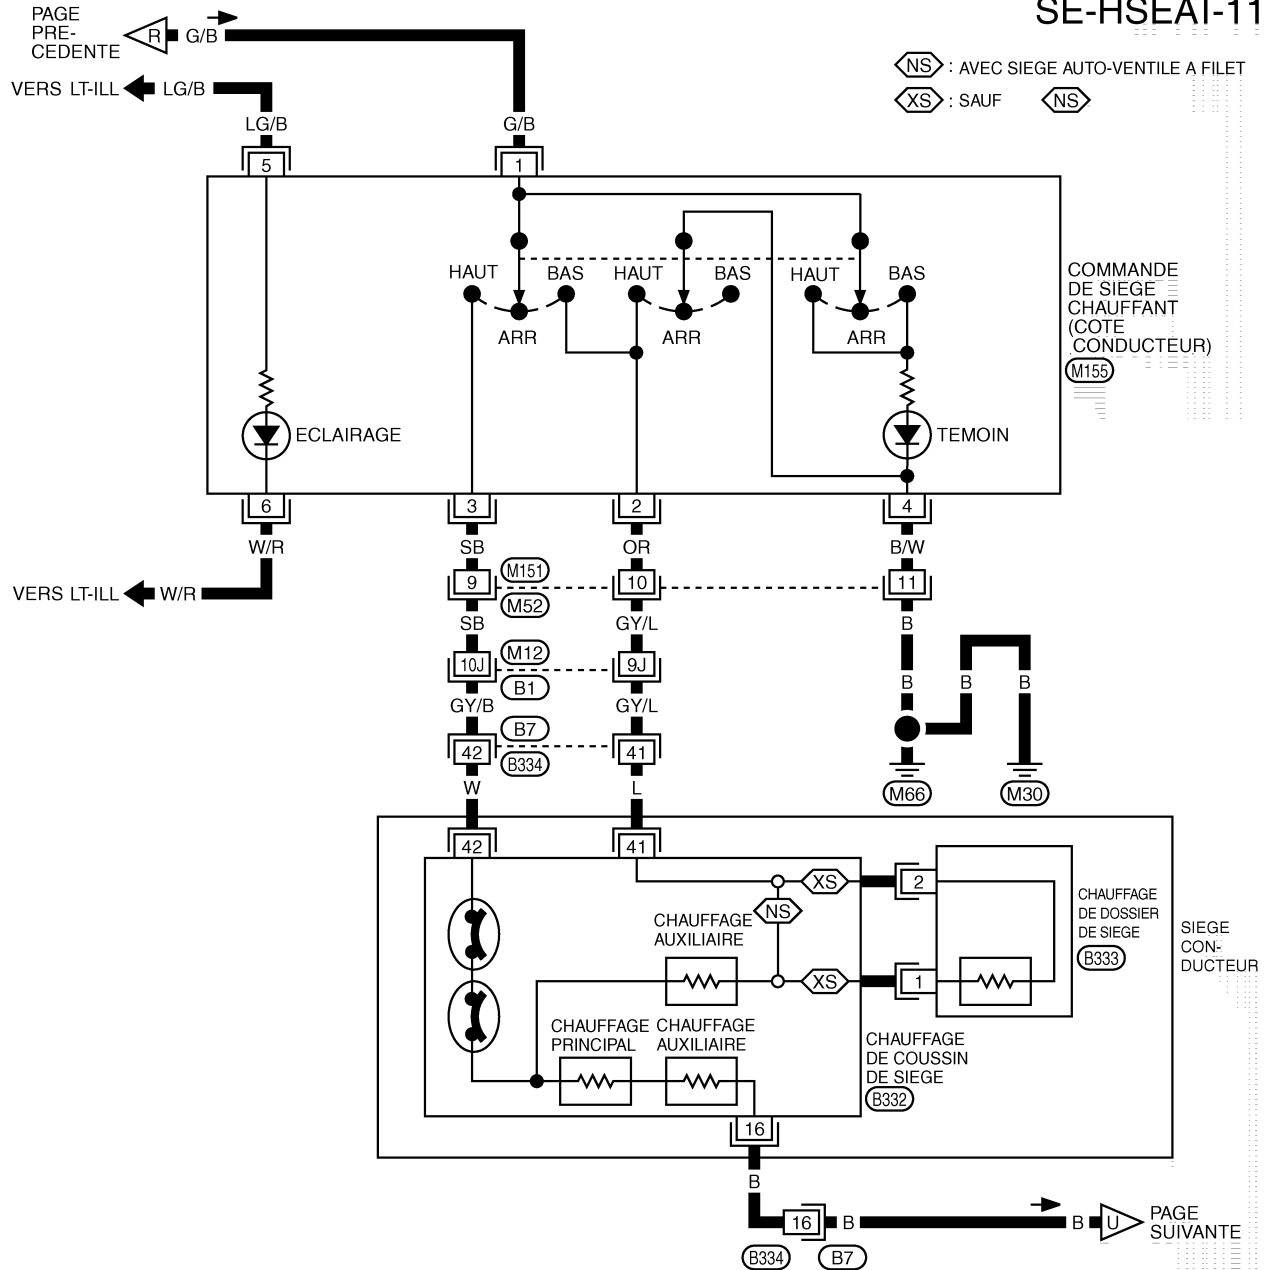 SE-HSEAT-11
PAGE
PRE-
CEDENTE
R
G/B
VERS LT-ILL
LG/B
NS : AVEC SIEGE AUTO-VENTILE A FILET
XS : SAUF NS
LG/B
G/B
5
1
HAUT
BAS
HAUT
BAS
HAUT
BAS
ARR
ARR
ARR
COMMANDE
DE SIEGE
CHAUFFANT
(COTE
CONDUCTEUR)
M155
ECLAIRAGE
TEMOIN
6
3
2
4
W/R
SB
OR
B/W
VERS LT-ILL
W/R
9
M151
M52
10
11
SB
GY/L
B
10J
M12
B1
9J
B
B
B
GY/B
GY/L
42
B7
B334
41
W
L
M66
M30
42
41
XS
2
NS
CHAUFFAGE
AUXILIAIRE
XS
1
CHAUFFAGE
DE DOSSIER
DE SIEGE
B333
SIEGE
CON-
DUCTEUR
CHAUFFAGE
PRINCIPAL
CHAUFFAGE
AUXILIAIRE
CHAUFFAGE
DE COUSSIN
DE SIEGE
B332
16
B
16
B
B
U
PAGE
SUIVANTE
B334
B7